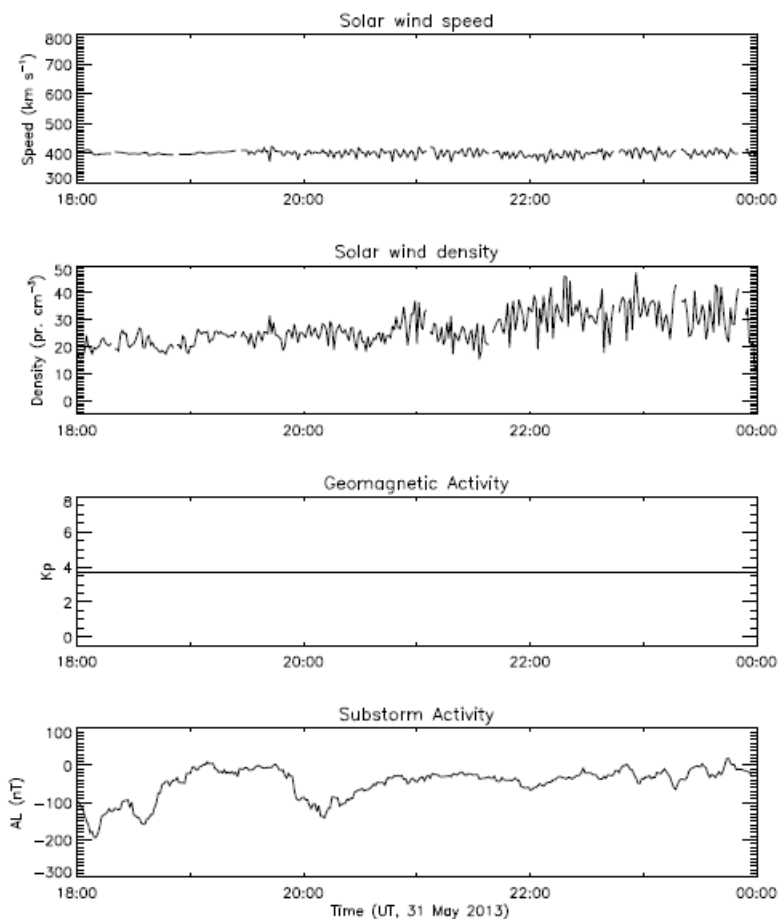 Solar wind speed
800
700
600
500
400
300
Speed (km s⁻¹)
18:00 20:00 22:00 00:00
Solar wind density
50
40
30
20
10
0
Density (pr. cm⁻³)
18:00 20:00 22:00 00:00
Geomagnetic Activity
8
6
4
2
0
Kp
18:00 20:00 22:00 00:00
Substorm Activity
100
0
-100
-200
-300
AL (nT)
18:00 20:00 22:00 00:00
Time (UT, 31 May 2013)